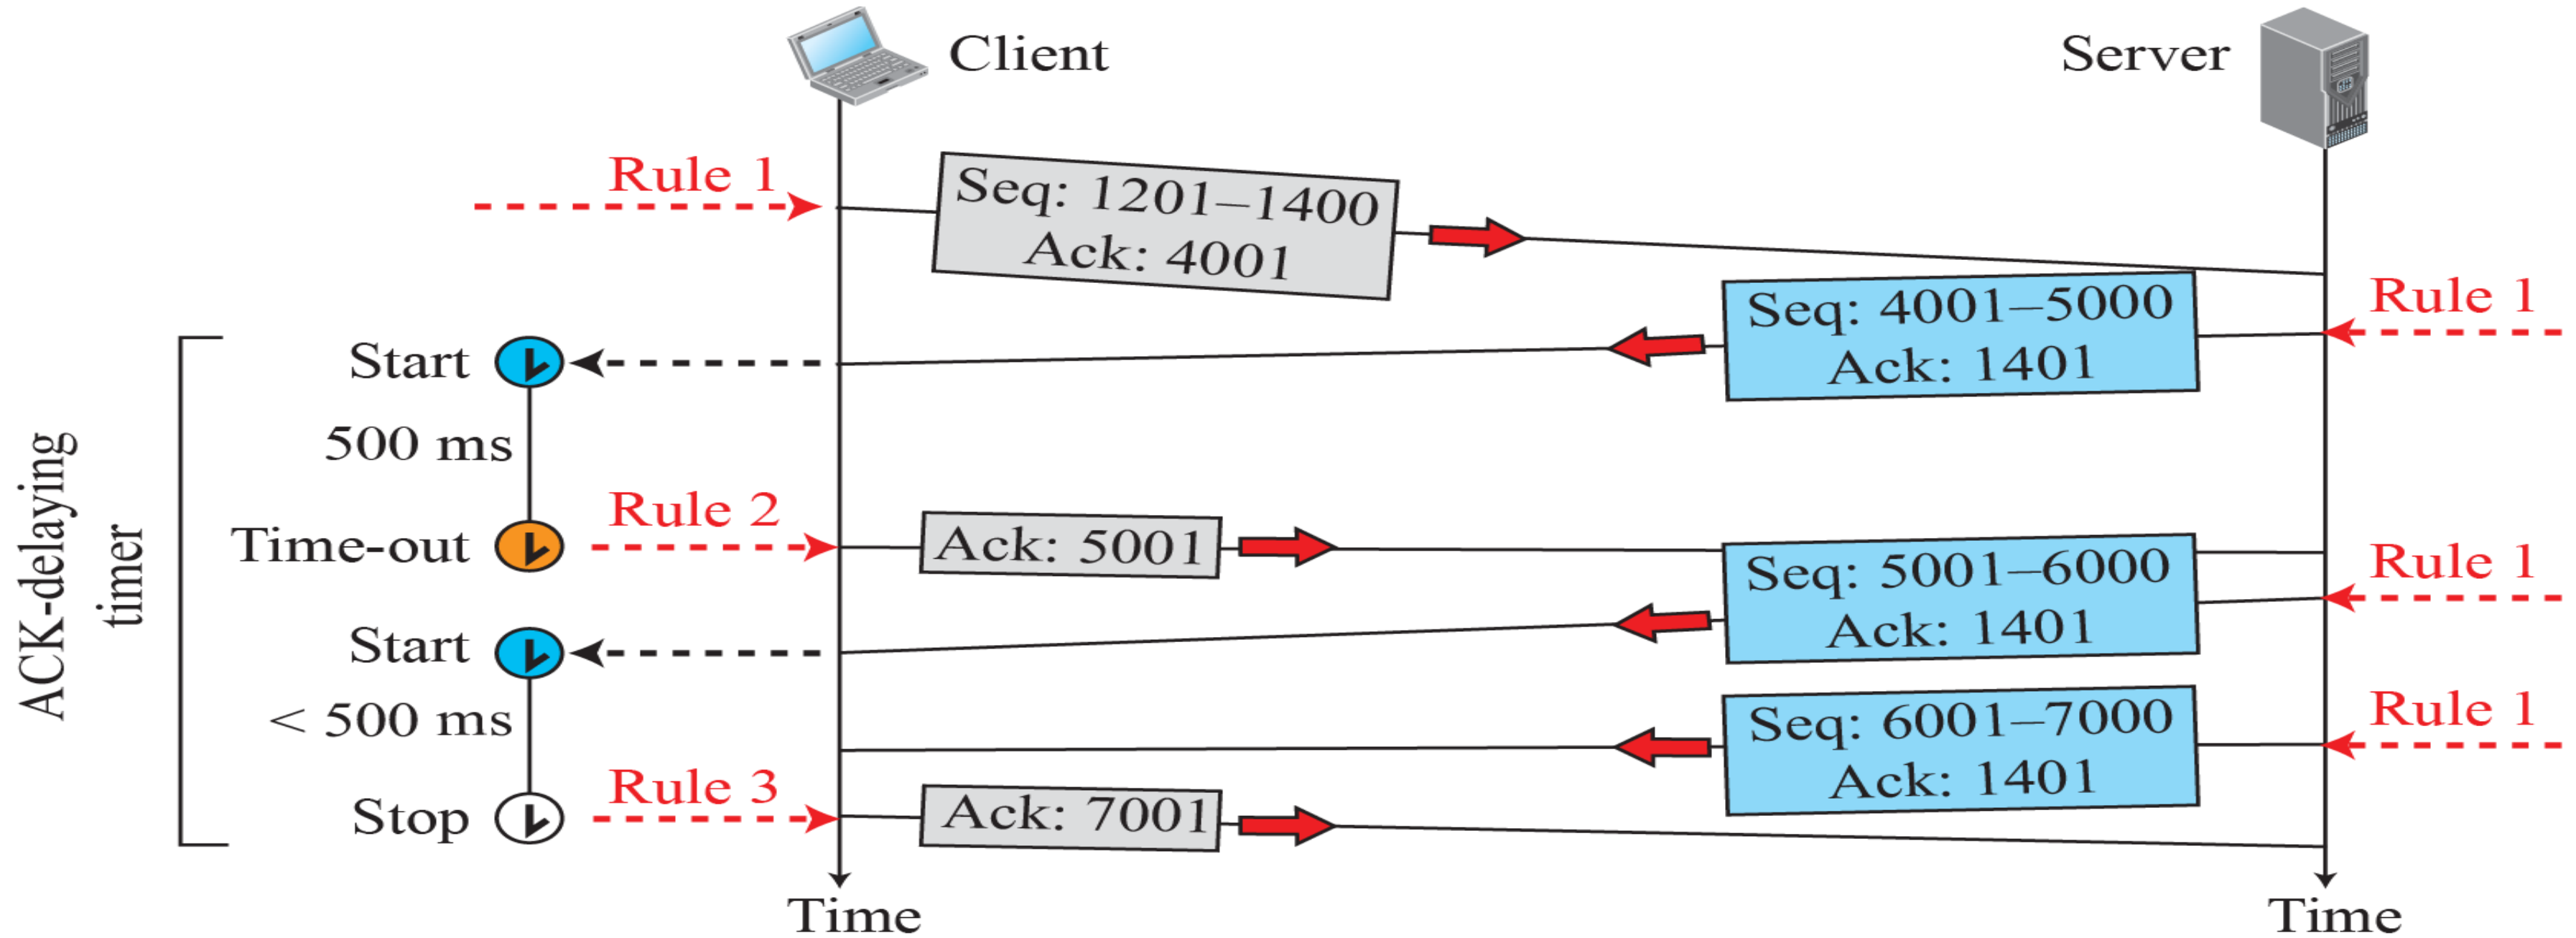 Client
Server
Rule 1
Seq: 1201–1400
Ack: 4001
Rule 1
Seq: 4001–5000
Ack: 1401
Start
500 ms
ACK-delaying
timer
Time-out
Rule 2
Ack: 5001
Rule 1
Seq: 5001–6000
Ack: 1401
Start
< 500 ms
Rule 1
Seq: 6001–7000
Ack: 1401
Stop
Rule 3
Ack: 7001
Time
Time